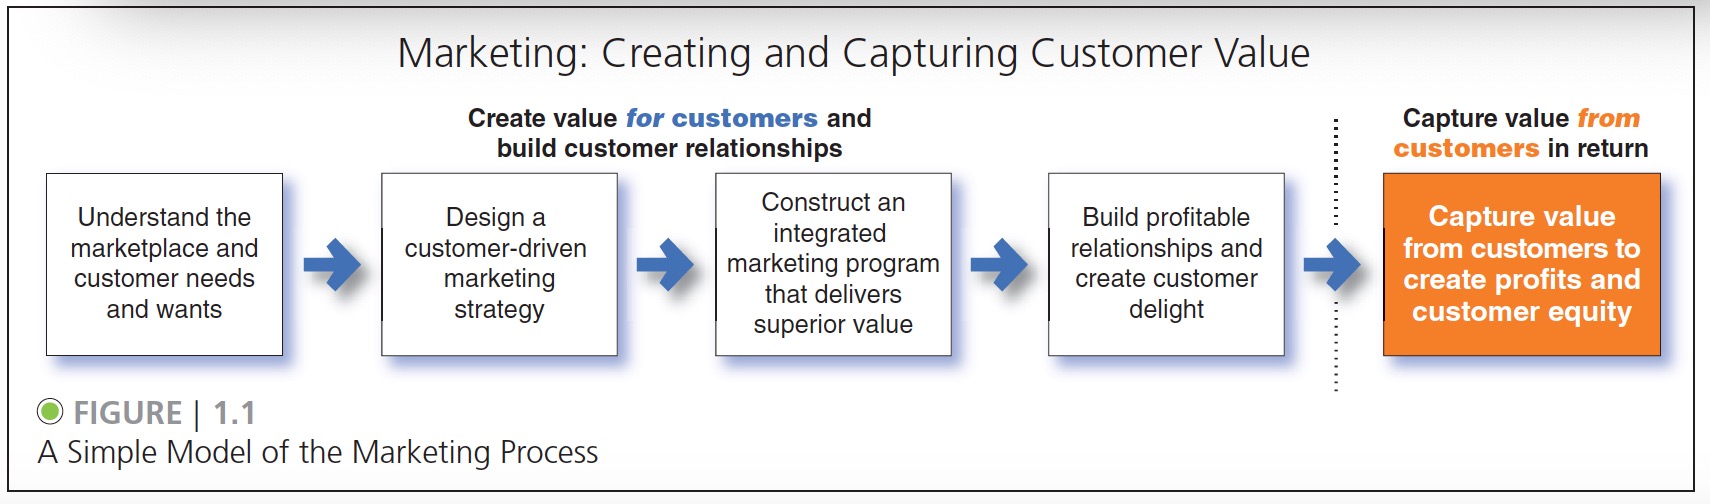 Marketing: Creating and Capturing Customer Value
Create value for customers and
build customer relationships
Capture value from
customers in return
Understand the
marketplace and
customer needs
and wants
Design a
customer-driven
marketing
strategy
Construct an
integrated
marketing program
that delivers
superior value
Build profitable
relationships and
create customer
delight
Capture value
from customers to
create profits and
customer equity
FIGURE | 1.1
A Simple Model of the Marketing Process